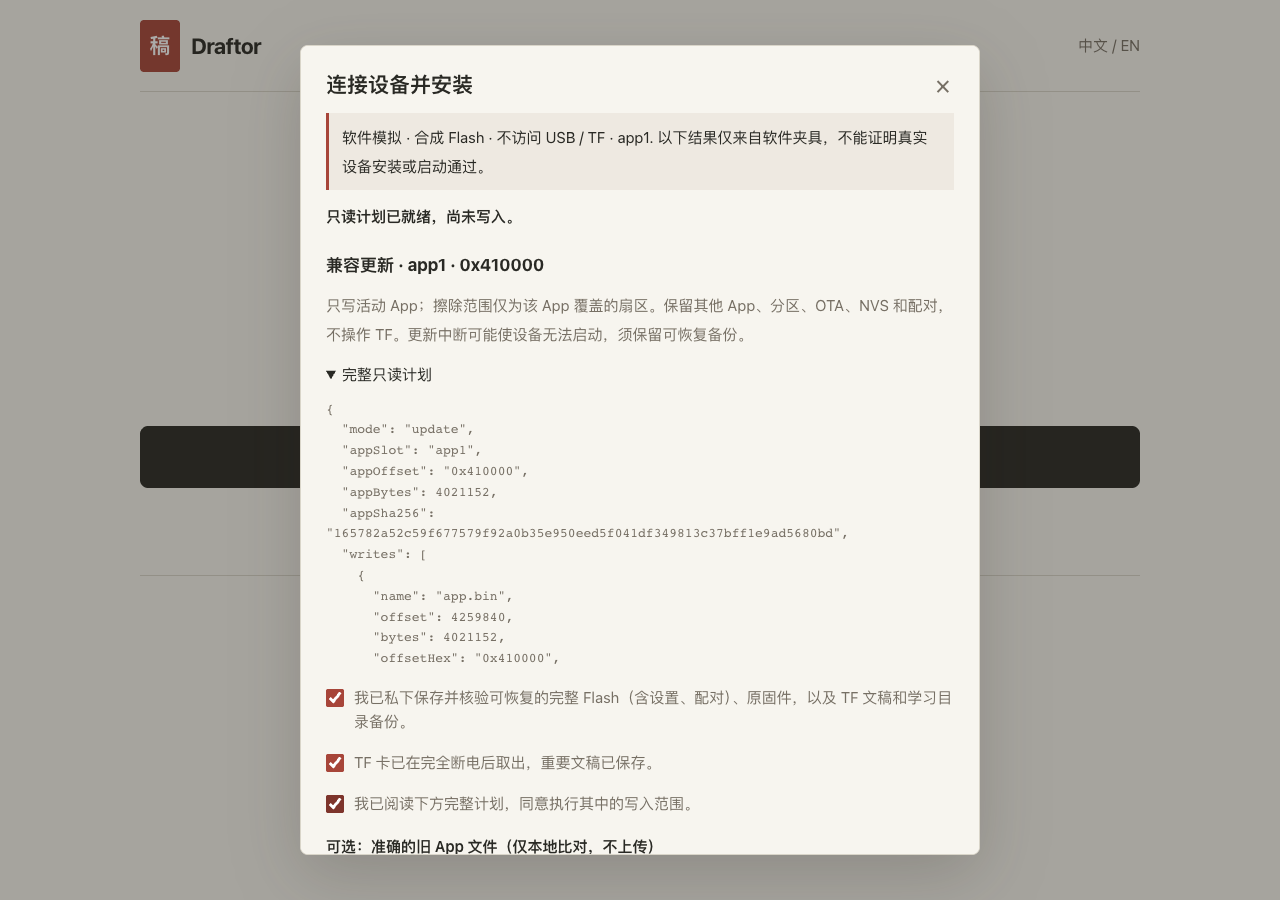 稿 Draftor
中文 / EN
连接设备并安装
×
软件模拟 · 合成 Flash · 不访问 USB / TF · app1. 以下结果仅来自软件夹具，不能证明真实
设备安装或启动通过。
只读计划已就绪，尚未写入。
兼容更新 · app1 · 0x410000
只写活动 App；擦除范围仅为该 App 覆盖的扇区。保留其他 App、分区、OTA、NVS 和配对，
不操作 TF。更新中断可能使设备无法启动，须保留可恢复备份。
▼ 完整只读计划
{
"mode": "update",
"appSlot": "app1",
"appOffset": "0x410000",
"appBytes": 4021152,
"appSha256":
"165782a52c59f677579f92a0b35e950eed5f041df349813c37bff1e9ad5680bd",
"writes": [
{
"name": "app.bin",
"offset": 4259840,
"bytes": 4021152,
"offsetHex": "0x410000",
我已私下保存并核验可恢复的完整 Flash（含设置、配对）、原固件，以及 TF 文稿和学习目
录备份。
TF 卡已在完全断电后取出，重要文稿已保存。
我已阅读下方完整计划，同意执行其中的写入范围。
可选：准确的旧 App 文件（仅本地比对，不上传）